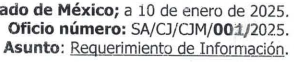 ado de México; a 10 de enero de 2025.
Oficio número: SA/CJ/CJM/001/2025.
Asunto: Requerimiento de Información.